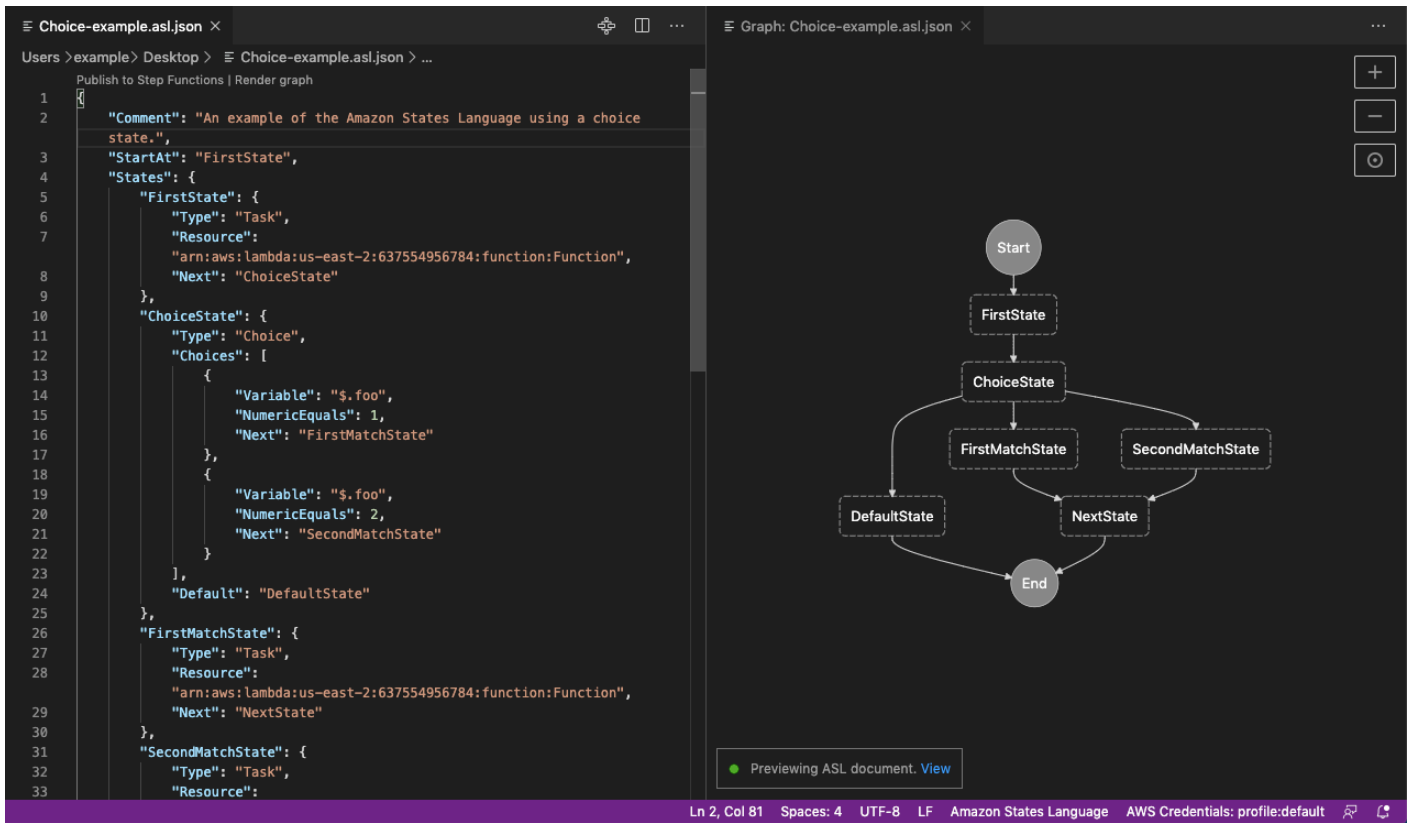 Choice-example.asl.json ×
Users > example > Desktop > Choice-example.asl.json > ...
Publish to Step Functions | Render graph
1 {
2 "Comment": "An example of the Amazon States Language using a choice
state.",
3 "StartAt": "FirstState",
4 "States": {
5 "FirstState": {
6 "Type": "Task",
7 "Resource":
"arn:aws:lambda:us-east-2:637554956784:function:Function",
8 "Next": "ChoiceState"
9 },
10 "ChoiceState": {
11 "Type": "Choice",
12 "Choices": [
13 {
14 "Variable": "$.foo",
15 "NumericEquals": 1,
16 "Next": "FirstMatchState"
17 },
18 {
19 "Variable": "$.foo",
20 "NumericEquals": 2,
21 "Next": "SecondMatchState"
22 }
23 ],
24 "Default": "DefaultState"
25 },
26 "FirstMatchState": {
27 "Type": "Task",
28 "Resource":
"arn:aws:lambda:us-east-2:637554956784:function:Function",
29 "Next": "NextState"
30 },
31 "SecondMatchState": {
32 "Type": "Task",
33 "Resource":
Graph: Choice-example.asl.json ×
Start
FirstState
ChoiceState
FirstMatchState SecondMatchState
DefaultState NextState
End
Previewing ASL document. View
Ln 2, Col 81 Spaces: 4 UTF-8 LF Amazon States Language AWS Credentials: profile:default